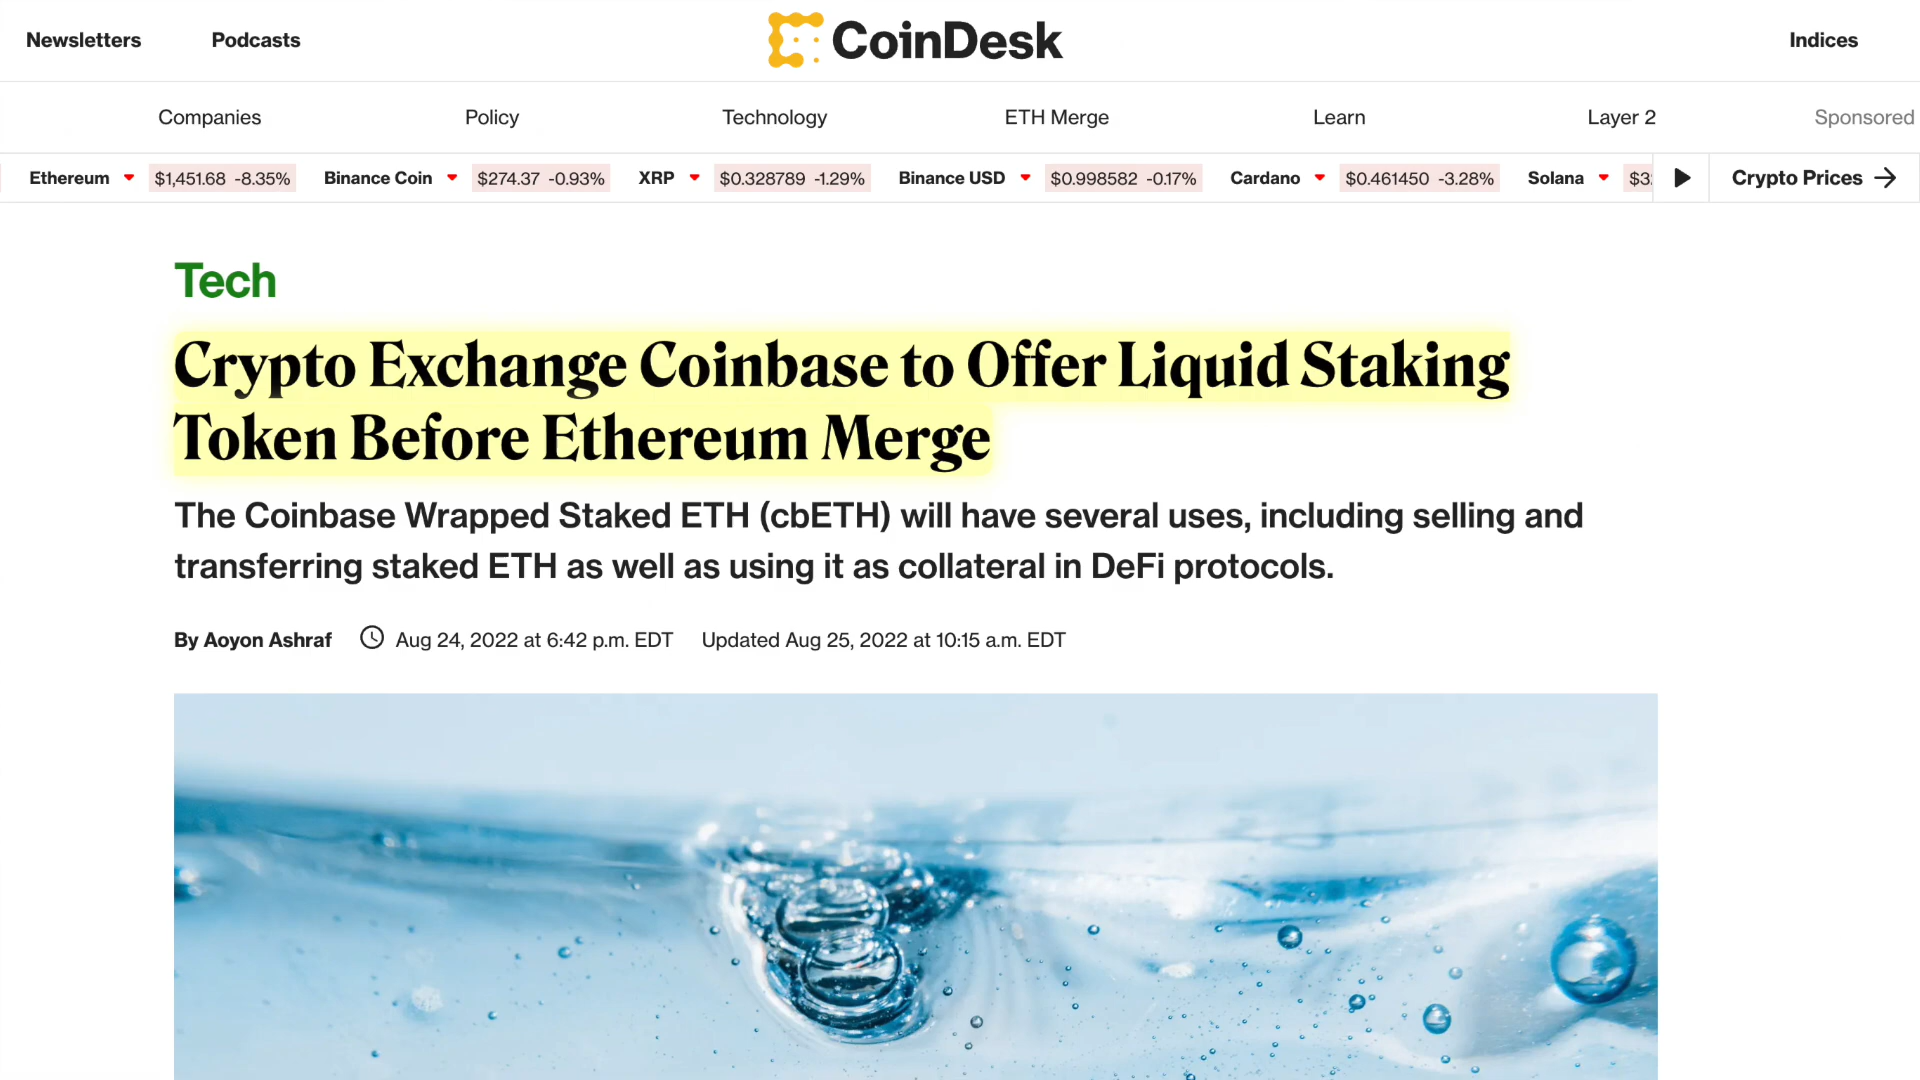 Newsletters Podcasts CoinDesk Indices
Companies Policy Technology ETH Merge Learn Layer 2 Sponsored
Ethereum $1,451.68 -8.35% Binance Coin $274.37 -0.93% XRP $0.328789 -1.29% Binance USD $0.998582 -0.17% Cardano $0.461450 -3.28% Solana Crypto Prices
Tech
Crypto Exchange Coinbase to Offer Liquid Staking
Token Before Ethereum Merge
The Coinbase Wrapped Staked ETH (cbETH) will have several uses, including selling and
transferring staked ETH as well as using it as collateral in DeFi protocols.
By Aoyon Ashraf Aug 24, 2022 at 6:42 p.m. EDT Updated Aug 25, 2022 at 10:15 a.m. EDT